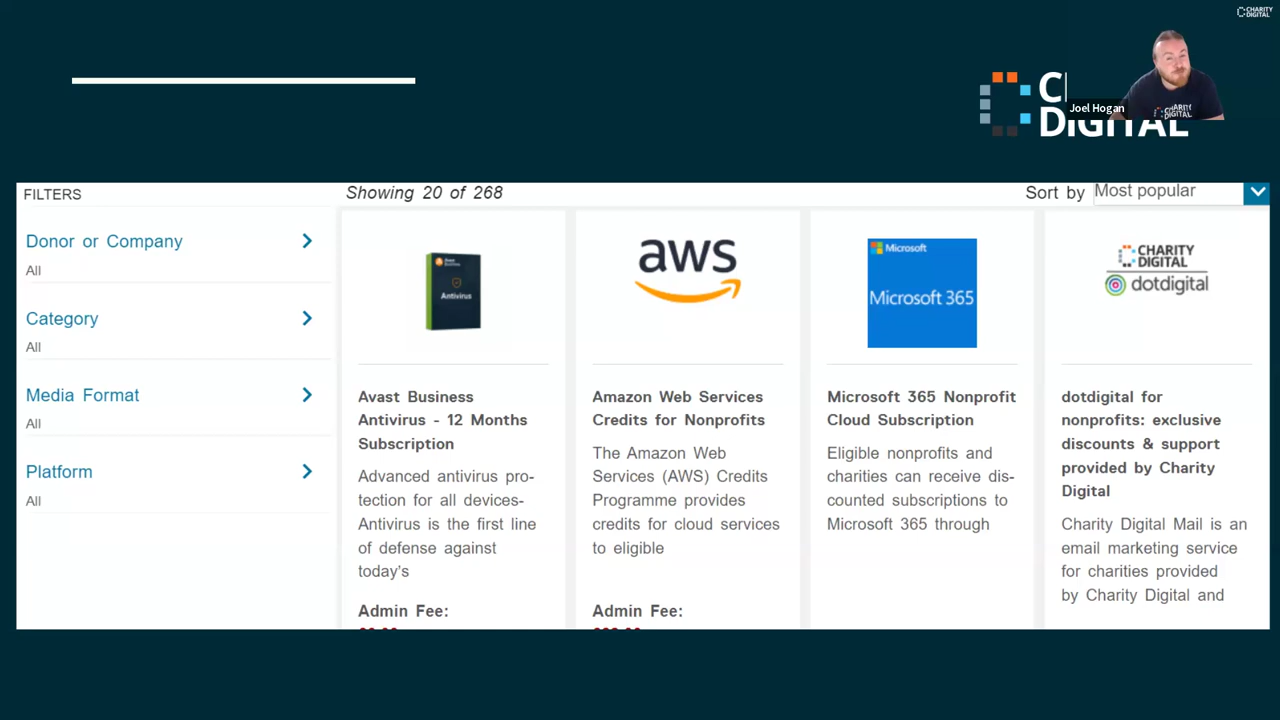 CHARITY
DIGITAL
DIGITAL
Joel Hogan
CHARITY
DIGITAL
FILTERS
Showing 20 of 268
Sort by
Most popular
Donor or Company
All
Category
All
Media Format
All
Platform
All
Avast Business
Antivirus
Avast Business
Antivirus - 12 Months
Subscription
Advanced antivirus pro-
tection for all devices-
Antivirus is the first line
of defense against
today's
Admin Fee:
aws
Amazon Web Services
Credits for Nonprofits
The Amazon Web
Services (AWS) Credits
Programme provides
credits for cloud services
to eligible
Admin Fee:
Microsoft
Microsoft 365
Microsoft 365 Nonprofit
Cloud Subscription
Eligible nonprofits and
charities can receive dis-
counted subscriptions to
Microsoft 365 through
CHARITY
DIGITAL
dotdigital
dotdigital for
nonprofits: exclusive
discounts & support
provided by Charity
Digital
Charity Digital Mail is an
email marketing service
for charities provided
by Charity Digital and